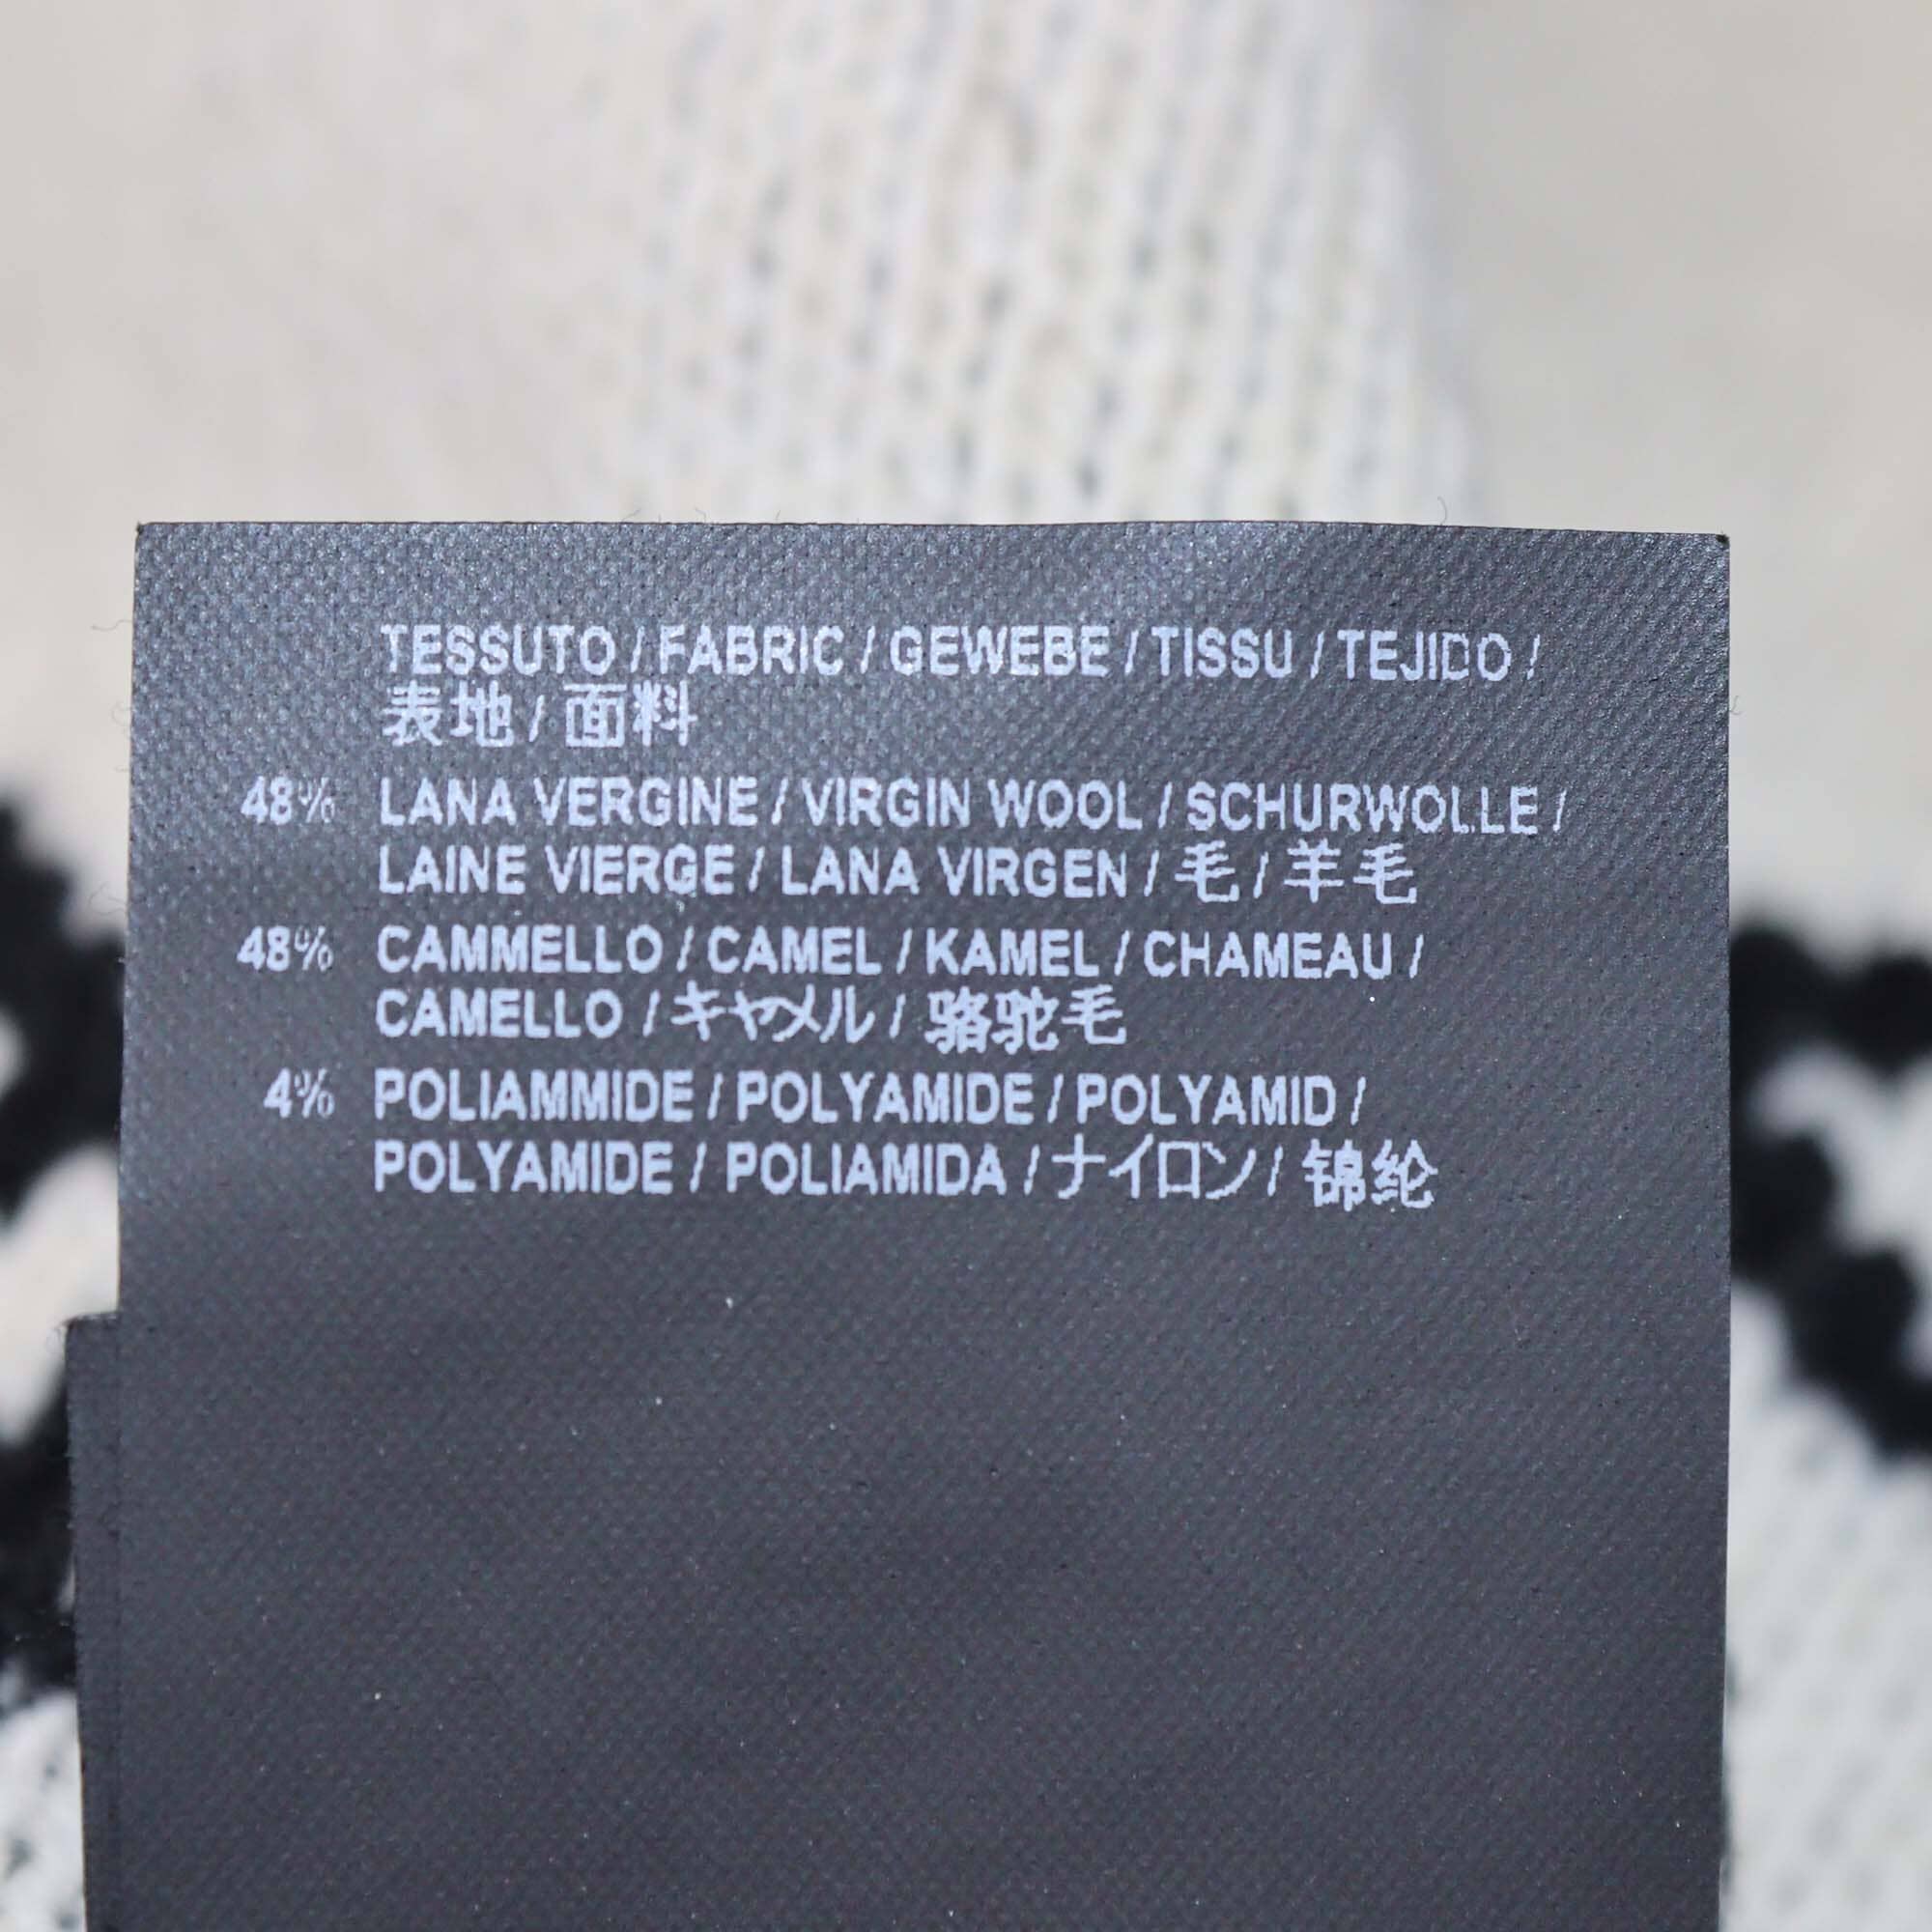 TESSUTO / FABRIC / GEWEBE / TISSU / TEJIDO /
表地 / 面料
48% LANA VERGINE / VIRGIN WOOL / SCHURWOLLE /
LAINE VIERGE / LANA VIRGEN / 毛 / 羊毛
48% CAMMELLO / CAMEL / KAMEL / CHAMEAU /
CAMELLO / キャメル / 骆驼毛
4% POLIAMMIDE / POLYAMIDE / POLYAMID /
POLYAMIDE / POLIAMIDA / ナイロン / 锦纶